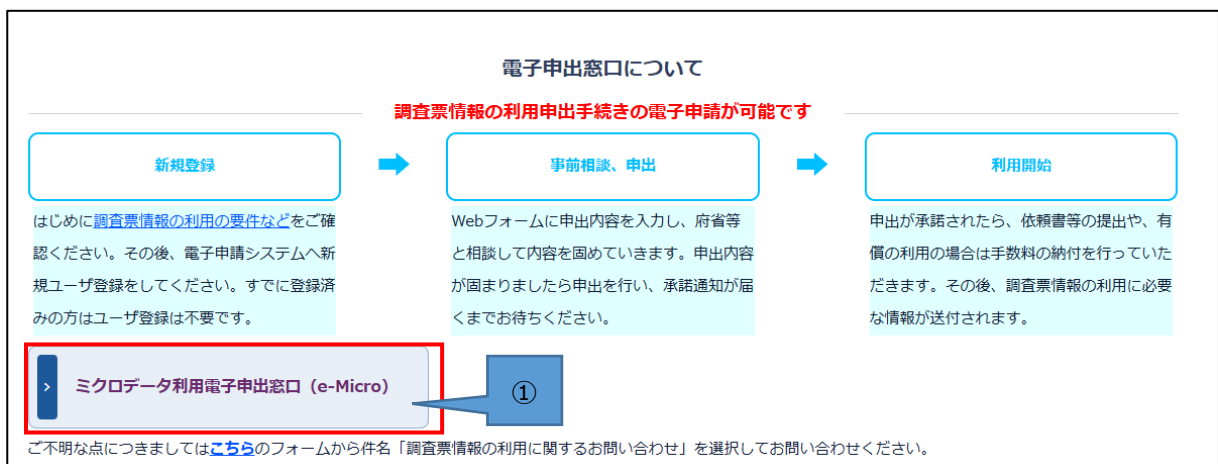 電子申出窓口について
調査票情報の利用申出手続きの電子申請が可能です
新規登録
はじめに調査票情報の利用の要件などをご確
認ください。その後、電子申請システムへ新
規ユーザ登録をしてください。すでに登録済
みの方はユーザ登録は不要です。
事前相談、申出
Webフォームに申出内容を入力し、府省等
と相談して内容を固めていきます。申出内容
が固まりましたら申出を行い、承諾通知が届
くまでお待ちください。
利用開始
申出が承諾されたら、依頼書等の提出や、有
償の利用の場合は手数料の納付を行っていた
だきます。その後、調査票情報の利用に必要
な情報が送付されます。
ミクロデータ利用電子申出窓口（e-Micro）
①
ご不明な点につきましてはこちらのフォームから件名「調査票情報の利用に関するお問い合わせ」を選択してお問い合わせください。